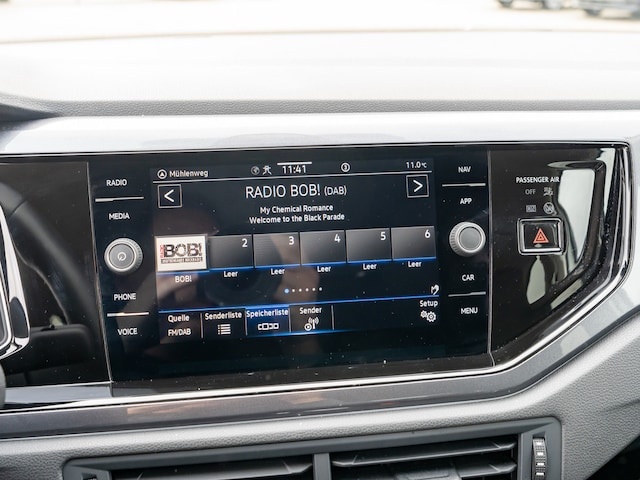 RADIO
MEDIA
PHONE
VOICE
Mühlenweg
11:41
11.0°C
<
RADIO BOB! (DAB)
>
My Chemical Romance
Welcome to the Black Parade
BOB!
2
3
4
5
6
BOB!
Leer
Leer
Leer
Leer
Leer
Quelle
FM/DAB
Senderliste
Speicherliste
Sender
Setup
NAV
APP
CAR
MENU
PASSENGER AIR
OFF